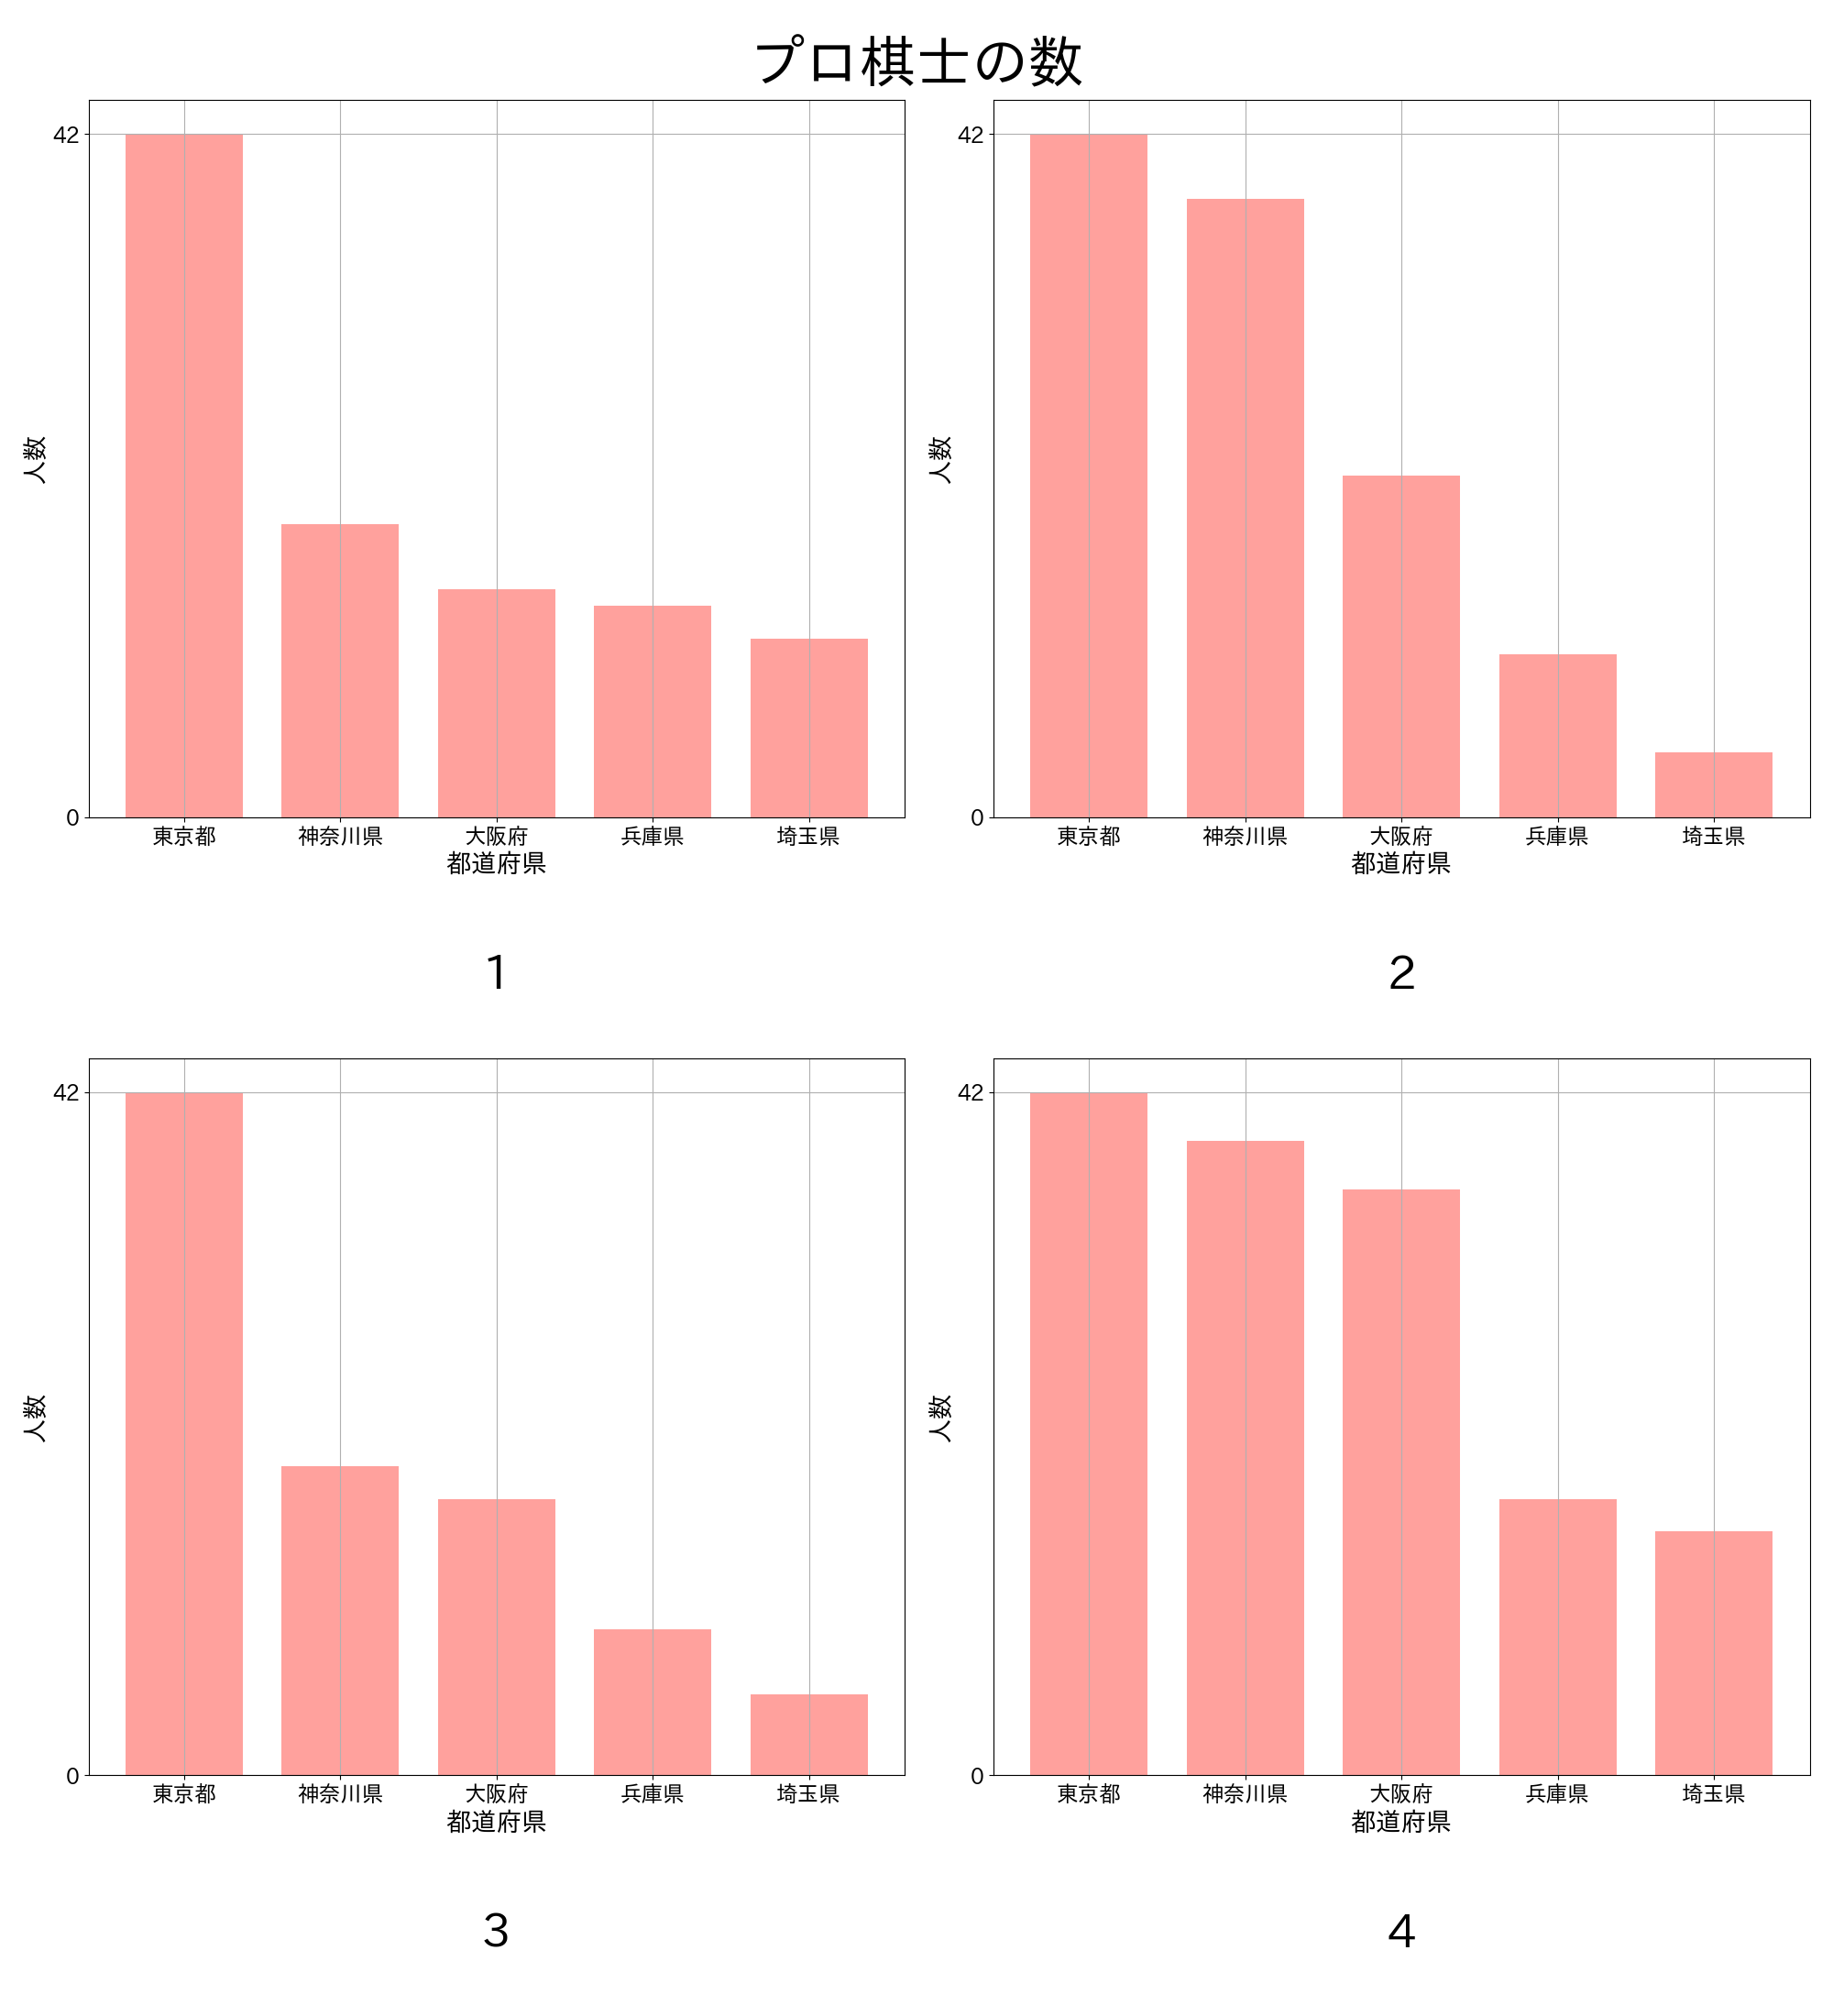 プロ棋士の数
42
0
人数
東京都 神奈川県 大阪府 兵庫県 埼玉県
都道府県
1
42
0
人数
東京都 神奈川県 大阪府 兵庫県 埼玉県
都道府県
2
42
0
人数
東京都 神奈川県 大阪府 兵庫県 埼玉県
都道府県
3
42
0
人数
東京都 神奈川県 大阪府 兵庫県 埼玉県
都道府県
4